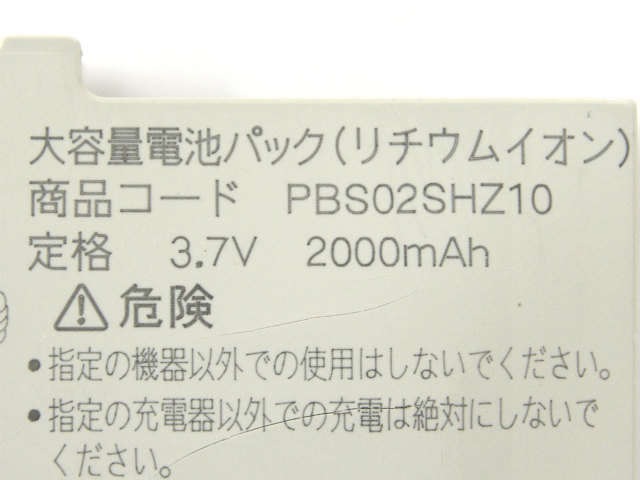 大容量電池パック(リチウムイオン)
商品コード PBS02SHZ10
定格 3.7V 2000mAh
⚠危険
•指定の機器以外での使用はしないでください。
•指定の充電器以外での充電は絶対にしないで
ください。